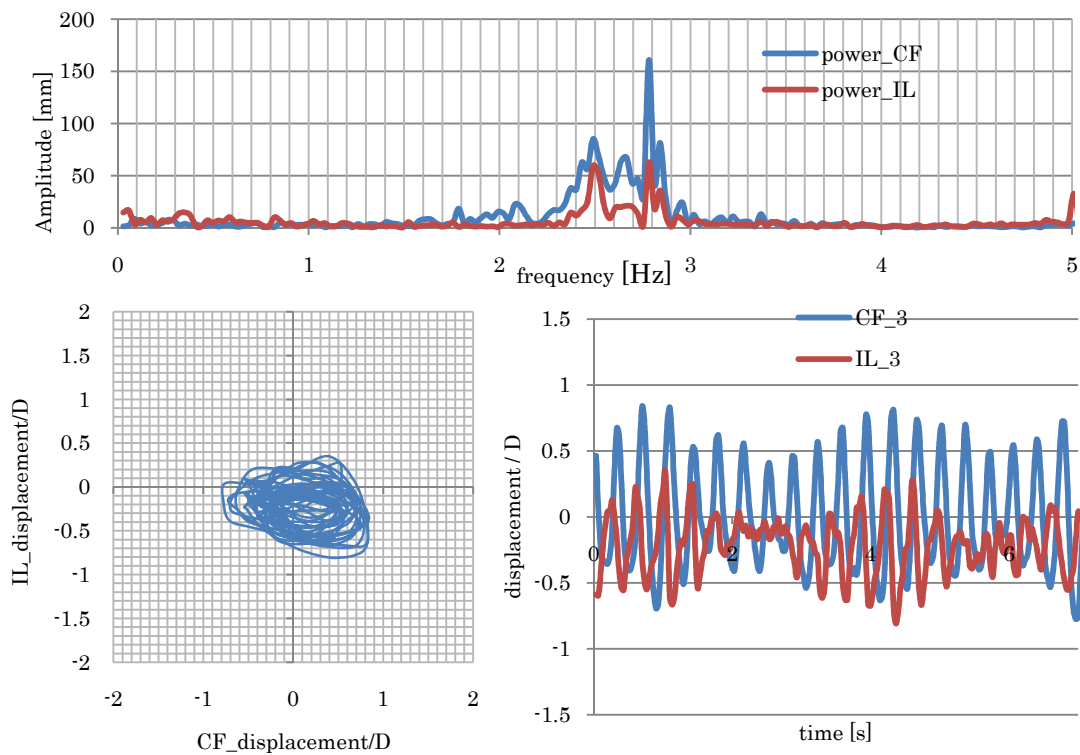 200
150
100
50
0
Amplitude [mm]
power_CF
power_IL
0 1 2 3 4 5
frequency [Hz]
2
1.5
1
0.5
0
-0.5
-1
-1.5
-2
IL_displacement/D
-2 -1 0 1 2
CF_displacement/D
1.5
1
0.5
0
-0.5
-1
-1.5
displacement / D
CF_3
IL_3
0 2 4 6
time [s]